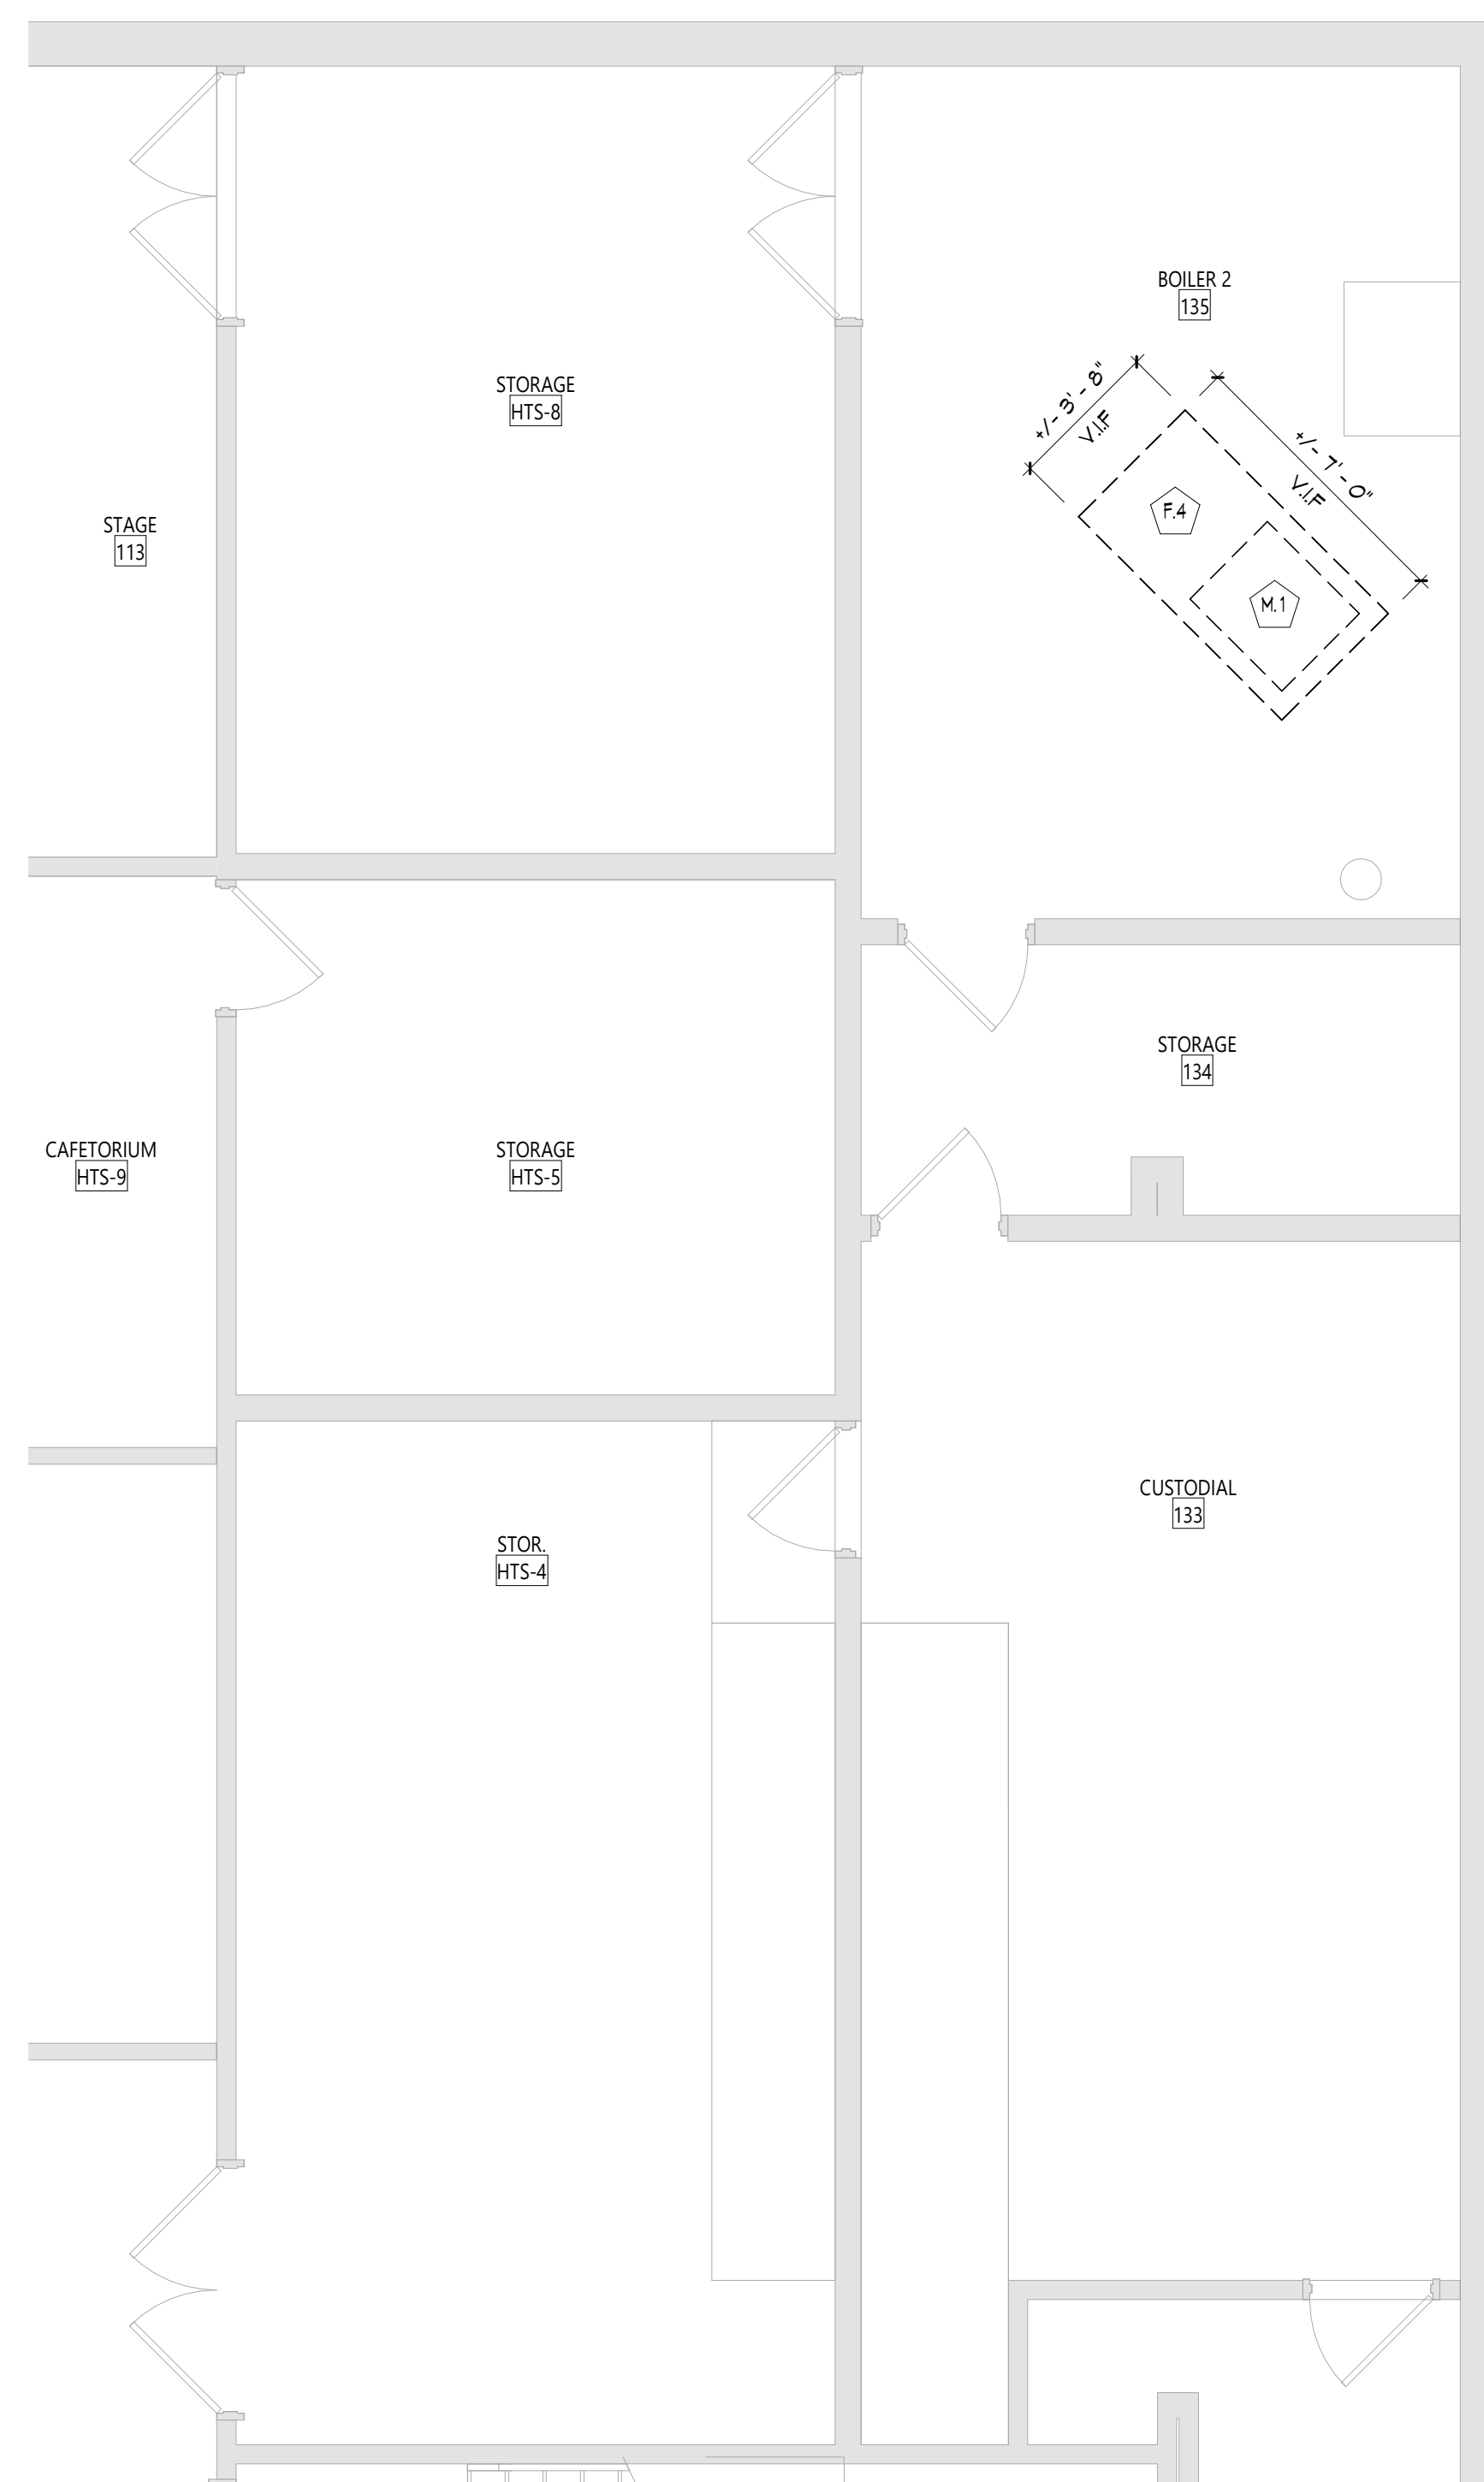 BOILER 2
135
+/- 3' - 8"
V.I.F
+/- 7' - 0"
V.I.F
STORAGE
HTS-8
F.4
STAGE
113
M.1
STORAGE
134
CAFETORIUM
HTS-9
STORAGE
HTS-5
CUSTODIAL
133
STOR.
HTS-4